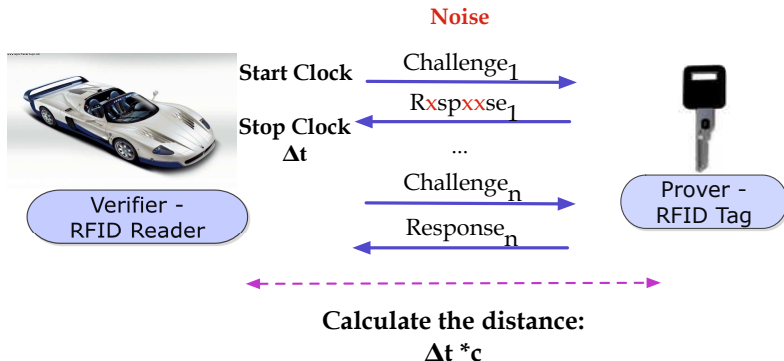 Noise
Start Clock
Challenge1
Rxspxxse1
Stop Clock
Δt
...
Challengen
Responsen
Verifier -
RFID Reader
Prover -
RFID Tag
Calculate the distance:
Δt *c